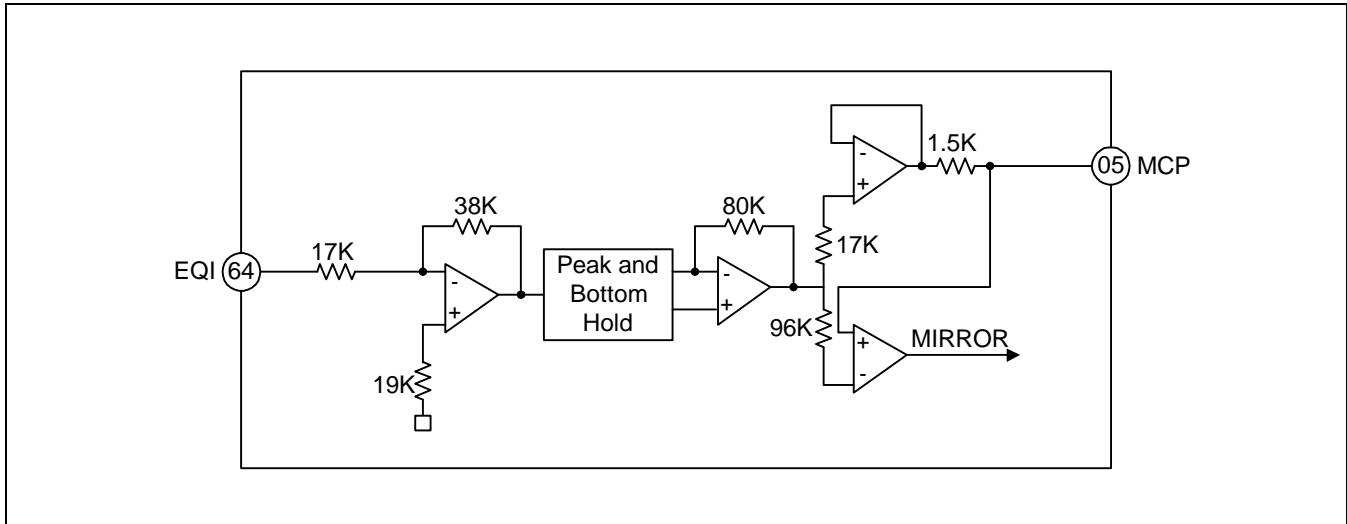 1.5K
05 MCP
38K
80K
17K
17K
EQI 64
Peak and
Bottom
Hold
-
+
-
+
-
+
96K
MIRROR
+
-
19K